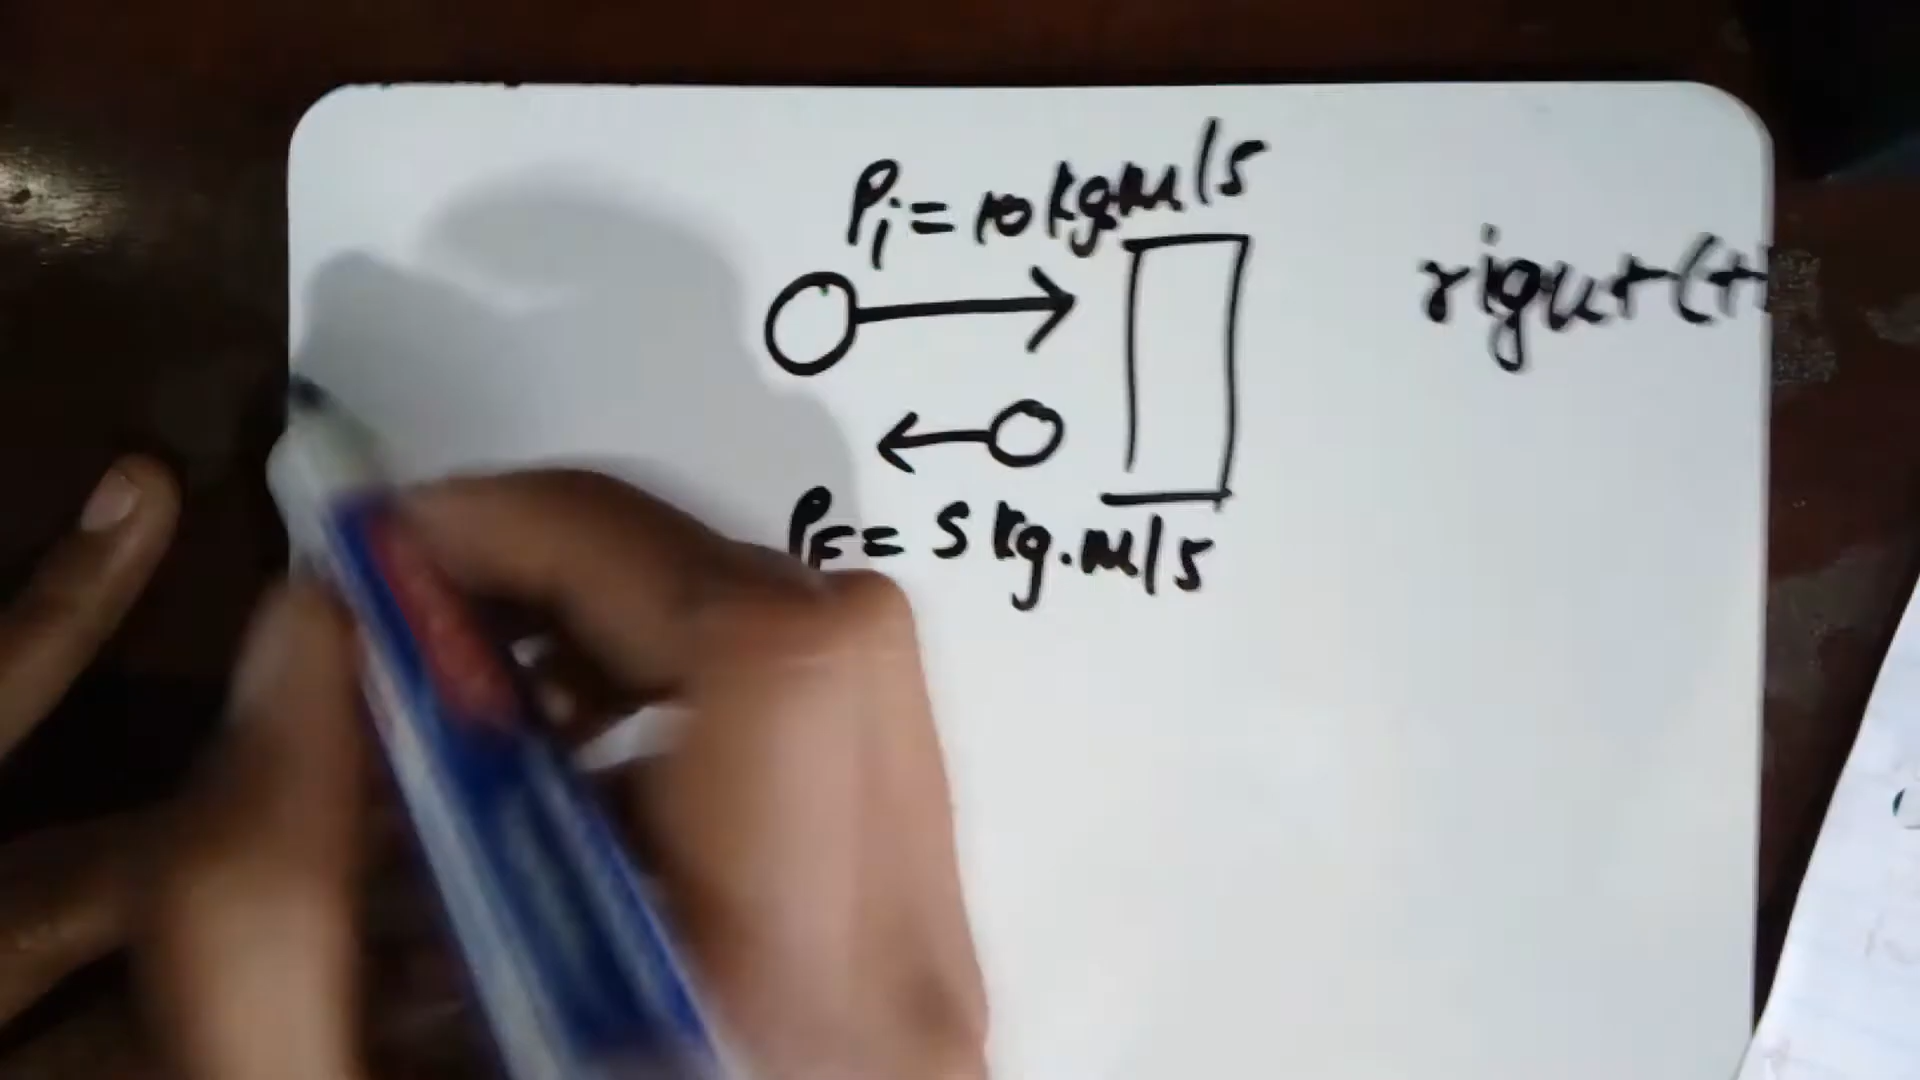 Pi = 10 kg.m/s
right (+)
PF = 5 kg.m/s